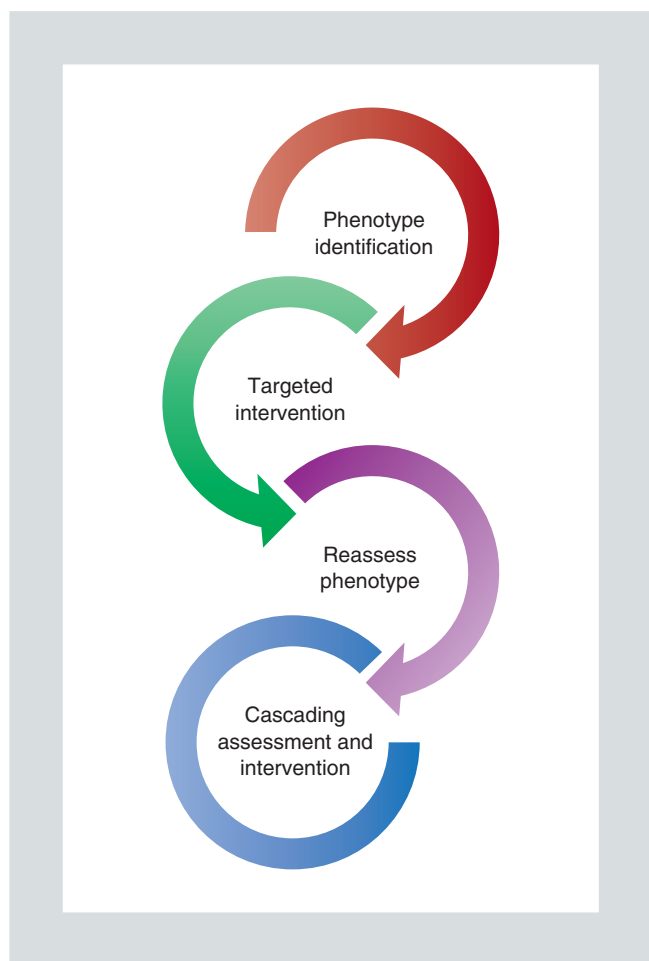 Phenotype
identification
Targeted
intervention
Reassess
phenotype
Cascading
assessment and
intervention